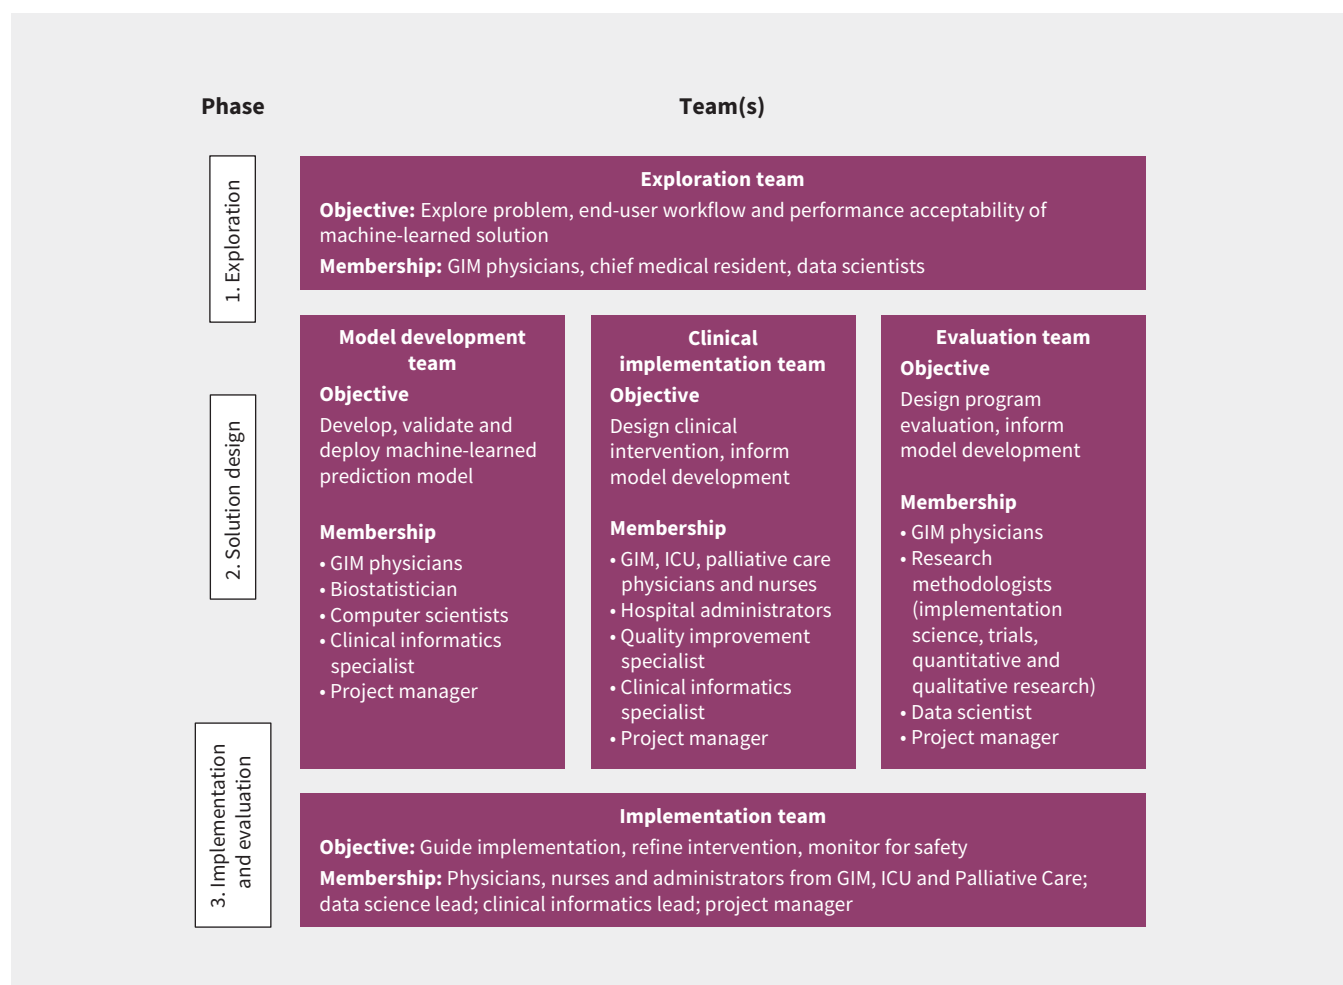 Phase
Team(s)
1. Exploration
Exploration team
Objective: Explore problem, end-user workflow and performance acceptability of
machine-learned solution
Membership: GIM physicians, chief medical resident, data scientists
2. Solution design
Model development
team
Objective
Develop, validate and
deploy machine-learned
prediction model
Membership
• GIM physicians
• Biostatistician
• Computer scientists
• Clinical informatics
specialist
• Project manager
Clinical
implementation team
Objective
Design clinical
intervention, inform
model development
Membership
• GIM, ICU, palliative care
physicians and nurses
• Hospital administrators
• Quality improvement
specialist
• Clinical informatics
specialist
• Project manager
Evaluation team
Objective
Design program
evaluation, inform
model development
Membership
• GIM physicians
• Research
methodologists
(implementation
science, trials,
quantitative and
qualitative research)
• Data scientist
• Project manager
3. Implementation
and evaluation
Implementation team
Objective: Guide implementation, refine intervention, monitor for safety
Membership: Physicians, nurses and administrators from GIM, ICU and Palliative Care;
data science lead; clinical informatics lead; project manager